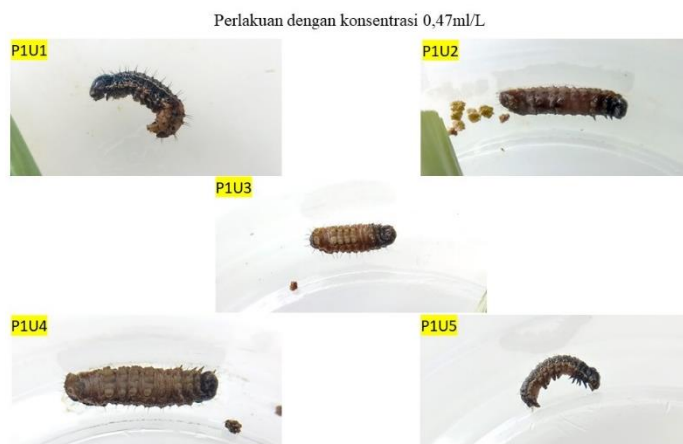 Perlakuan dengan konsentrasi 0,47ml/L
P1U1
P1U2
P1U3
P1U4
P1U5